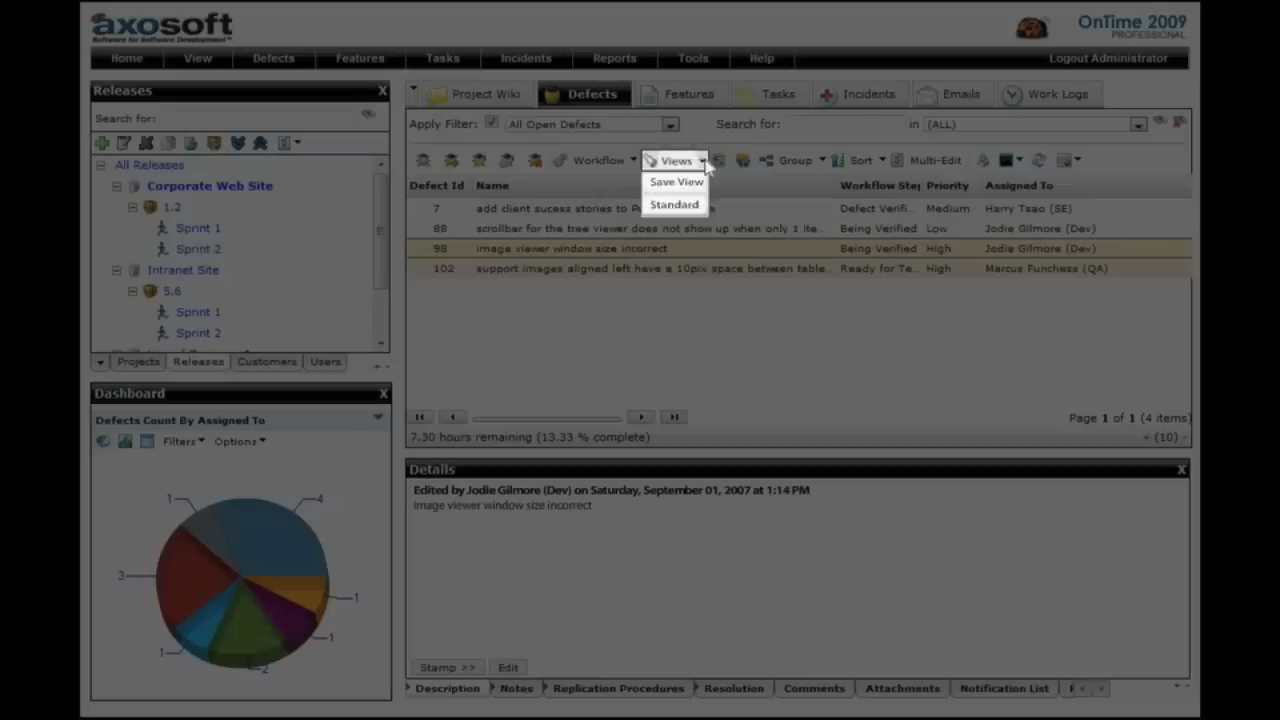 axosoft
Software for Software Development™
OnTime 2009
PROFESSIONAL
Home View Defects Features Tasks Incidents Reports Tools Help Logout Administrator
Releases X
Search for:
All Releases
Corporate Web Site
1.2
Sprint 1
Sprint 2
Intranet Site
5.6
Sprint 1
Sprint 2
Projects Releases Customers Users
Dashboard X
Defects Count By Assigned To
Filters Options
1
4
3
1
1
1
2
Project Wiki Defects Features Tasks Incidents Emails Work Logs
Apply Filter: All Open Defects Search for: in (ALL)
Workflow Views Group Sort Multi-Edit
Save View
Standard
Defect Id Name Workflow Step Priority Assigned To
7 add client sucess stories to Defect Verifi... Medium Harry Tsao (SE)
88 scrollbar for the tree viewer does not show up when only 1 ite... Being Verified Low Jodie Gilmore (Dev)
98 image viewer window size incorrect Being Verified High Jodie Gilmore (Dev)
102 support images aligned left have a 10pix space between table... Ready for Te... High Marcus Funchess (QA)
Page 1 of 1 (4 items)
7.30 hours remaining (13.33 % complete) + (10) -
Details X
Edited by Jodie Gilmore (Dev) on Saturday, September 01, 2007 at 1:14 PM
image viewer window size incorrect
Stamp >> Edit
Description Notes Replication Procedures Resolution Comments Attachments Notification List